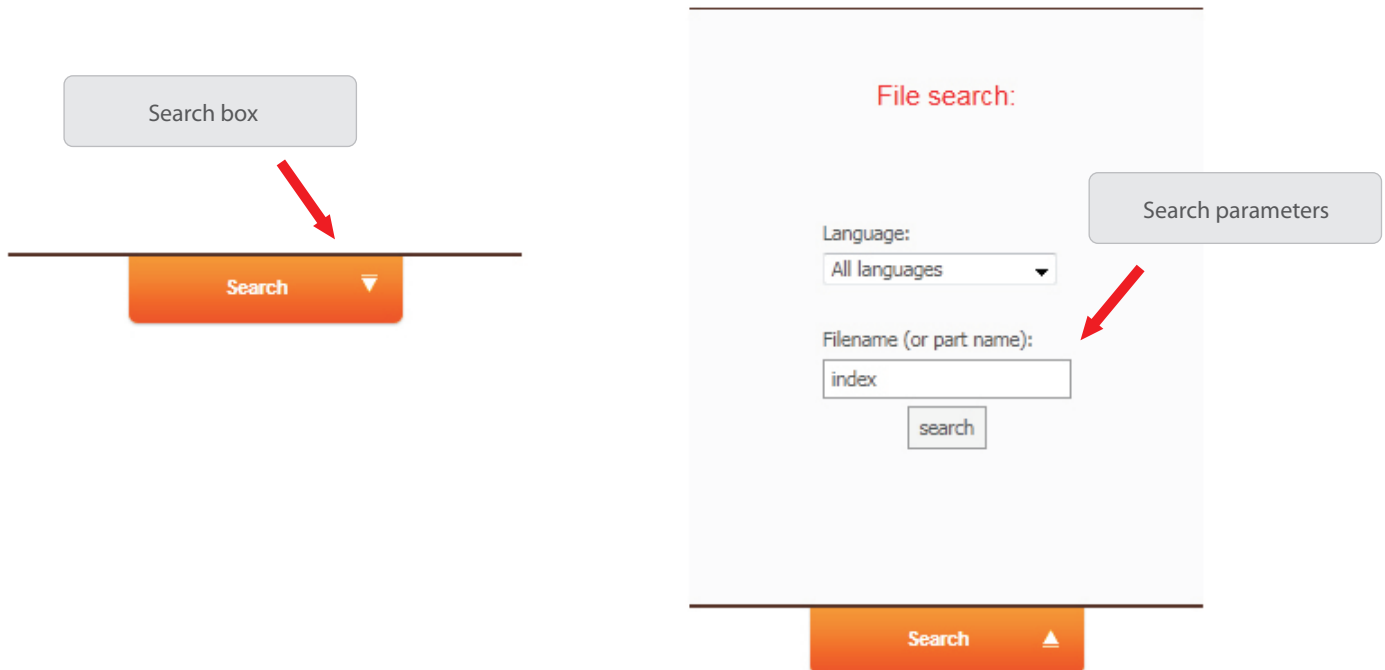 Search box
Search
File search:
Search parameters
Language:
All languages
Filename (or part name):
index
search
Search